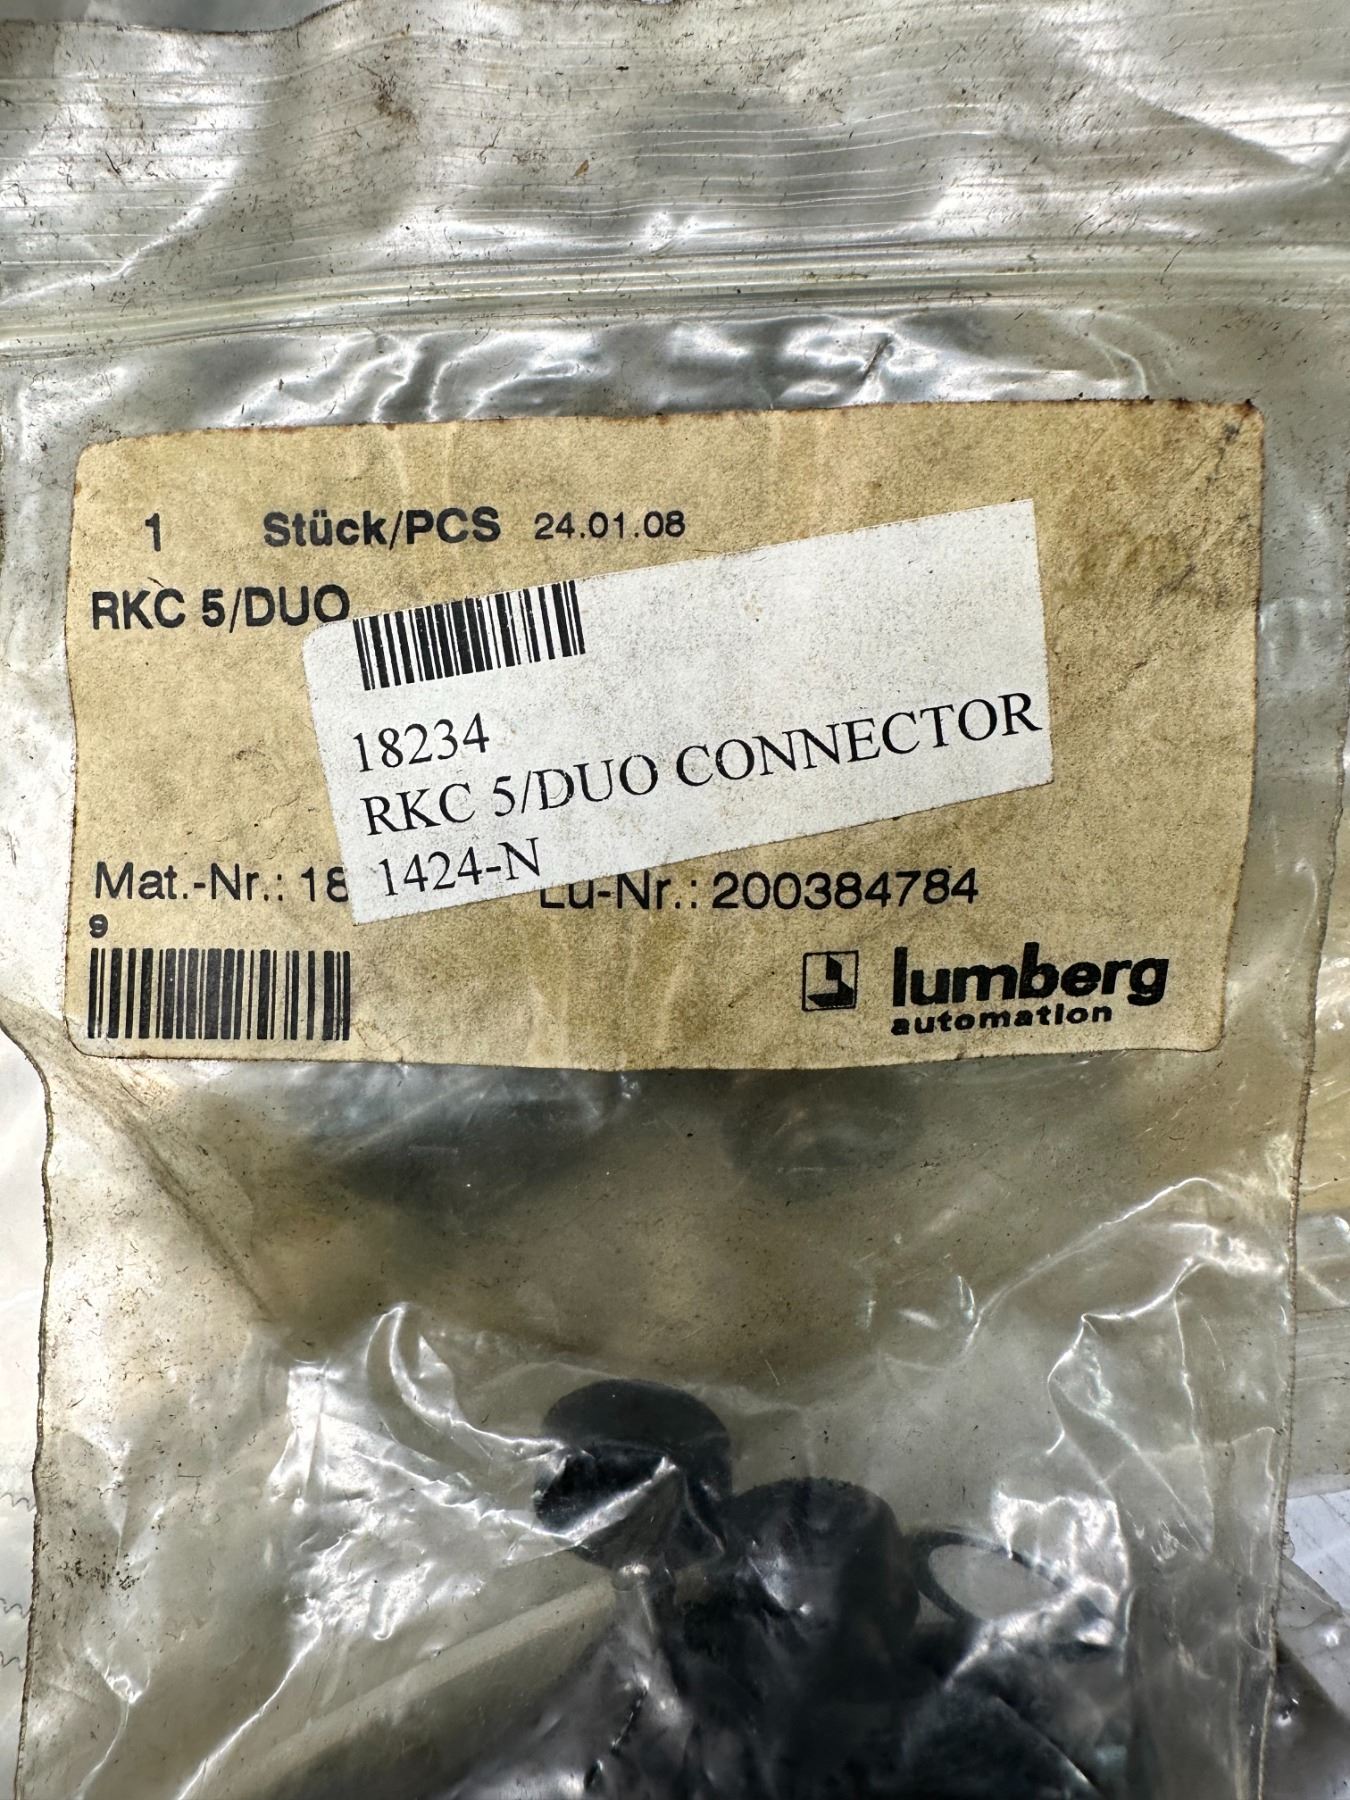 1 Stück/PCS 24.01.08
RKC 5/DUO
18234
RKC 5/DUO CONNECTOR
1424-N
Mat.-Nr.: 18
Lu-Nr.: 200384784
9
lumberg
automation